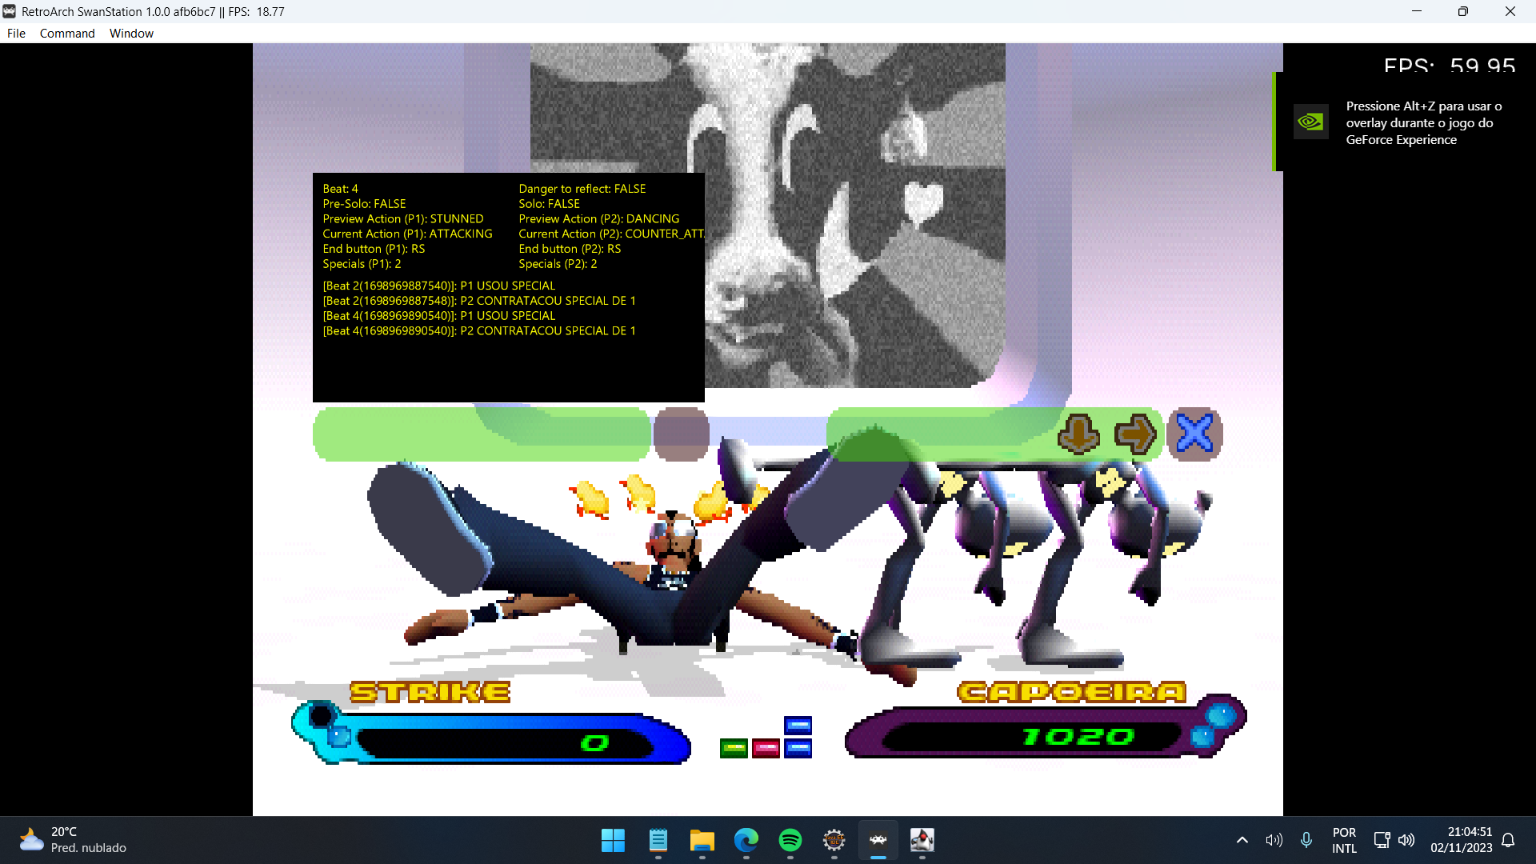 RetroArch SwanStation 1.0.0 afb6bc7 || FPS: 18.77
File Command Window
FPS: 59.95
Pressione Alt+Z para usar o
overlay durante o jogo do
GeForce Experience
Beat: 4 Danger to reflect: FALSE
Pre-Solo: FALSE Solo: FALSE
Preview Action (P1): STUNNED Preview Action (P2): DANCING
Current Action (P1): ATTACKING Current Action (P2): COUNTER_ATT
End button (P1): RS End button (P2): RS
Specials (P1): 2 Specials (P2): 2
[Beat 2(1698969887540)]: P1 USOU SPECIAL
[Beat 2(1698969887548)]: P2 CONTRATACOU SPECIAL DE 1
[Beat 4(1698969890540)]: P1 USOU SPECIAL
[Beat 4(1698969890540)]: P2 CONTRATACOU SPECIAL DE 1
STRIKE CAPOEIRA
0 1020
20°C
Pred. nublado
POR
INTL
21:04:51
02/11/2023